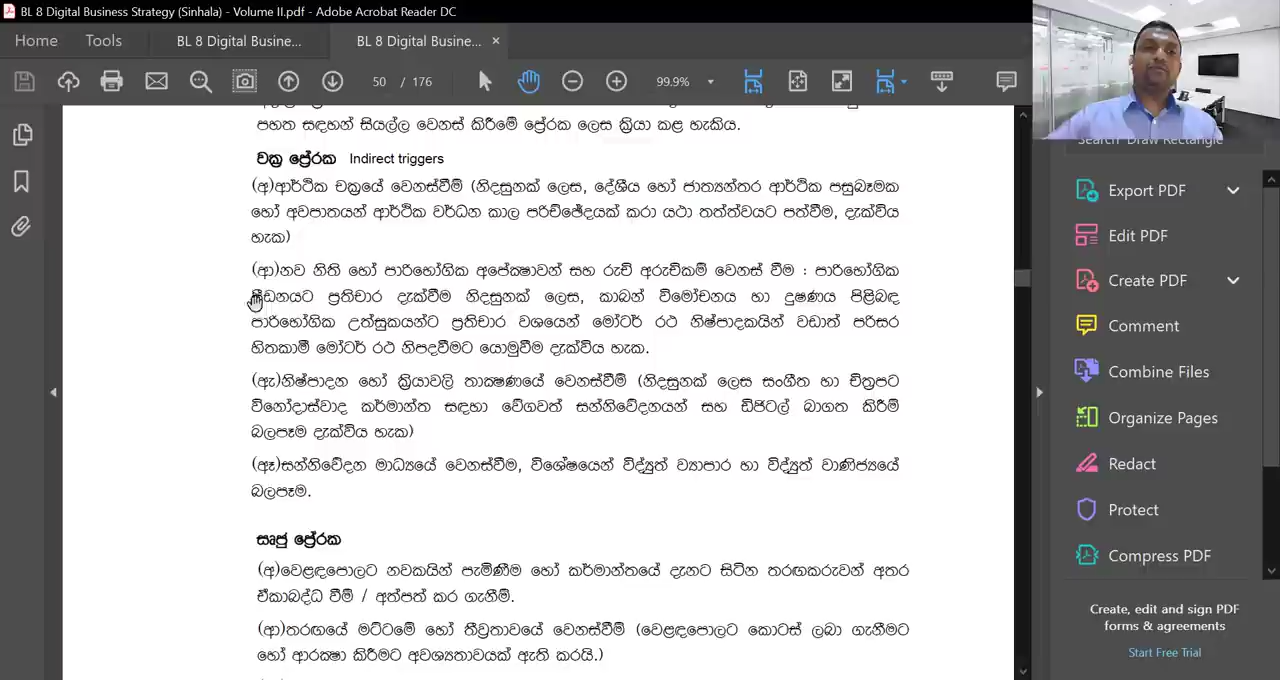 BL 8 Digital Business Strategy (Sinhala) - Volume II.pdf - Adobe Acrobat Reader DC
Home Tools BL 8 Digital Busine... BL 8 Digital Busine... ×
50 / 176 99.9%
පහත සඳහන් සියල්ල වෙනස් කිරීමේ ප්‍රේරක ලෙස ක්‍රියා කළ හැකිය.
වක්‍ර ප්‍රේරක Indirect triggers
(අ)ආර්ථික චක්‍රයේ වෙනස්වීම් (නිදසුනක් ලෙස, දේශීය හෝ ජාත්‍යන්තර ආර්ථික පසුබෑමක
හෝ අවපාතයන් ආර්ථික වර්ධන කාල පරිච්ඡේදයක් කරා යථා තත්ත්වයට පත්වීම, දැක්විය
හැක)
(ආ)නව නිති හෝ පාරිභෝගික අපේක්‍ෂාවන් සහ රුචි අරුචිකම් වෙනස් වීම : පාරිභෝගික
පීඩනයට ප්‍රතිචාර දැක්වීම නිදසුනක් ලෙස, කාබන් විමෝචනය හා දූෂණය පිළිබඳ
පාරිභෝගික උත්සුකයන්ට ප්‍රතිචාර වශයෙන් මෝටර් රථ නිෂ්පාදකයින් වඩාත් පරිසර
හිතකාමී මෝටර් රථ නිපදවීමට යොමුවීම දැක්විය හැක.
(ඇ)නිෂ්පාදන හෝ ක්‍රියාවලි තාක්‍ෂණයේ වෙනස්වීම් (නිදසුනක් ලෙස සංගීත හා චිත්‍රපට
විනෝදාස්වාද කර්මාන්ත සඳහා වේගවත් සන්නිවේදනයන් සහ ඩිජිටල් බාගත කිරීම්
බලපෑම දැක්විය හැක)
(ඈ)සන්නිවේදන මාධ්‍යයේ වෙනස්වීම, විශේෂයෙන් විද්‍යුත් ව්‍යාපාර හා විද්‍යුත් වාණිජ්‍යයේ
බලපෑම.
සෘජු ප්‍රේරක
(අ)වෙළඳපොලට නවකයින් පැමිණීම හෝ කර්මාන්තයේ දැනට සිටින තරඟකරුවන් අතර
ඒකාබද්ධ වීම් / අත්පත් කර ගැනීම්.
(ආ)තරඟයේ මට්ටමේ හෝ තීව්‍රතාවයේ වෙනස්වීම් (වෙළඳපොලට කොටස් ලබා ගැනීමට
හෝ ආරක්‍ෂා කිරීමට අවශ්‍යතාවයක් ඇති කරයි.)
Search 'Draw Rectangle'
Export PDF
Edit PDF
Create PDF
Comment
Combine Files
Organize Pages
Redact
Protect
Compress PDF
Create, edit and sign PDF
forms & agreements
Start Free Trial